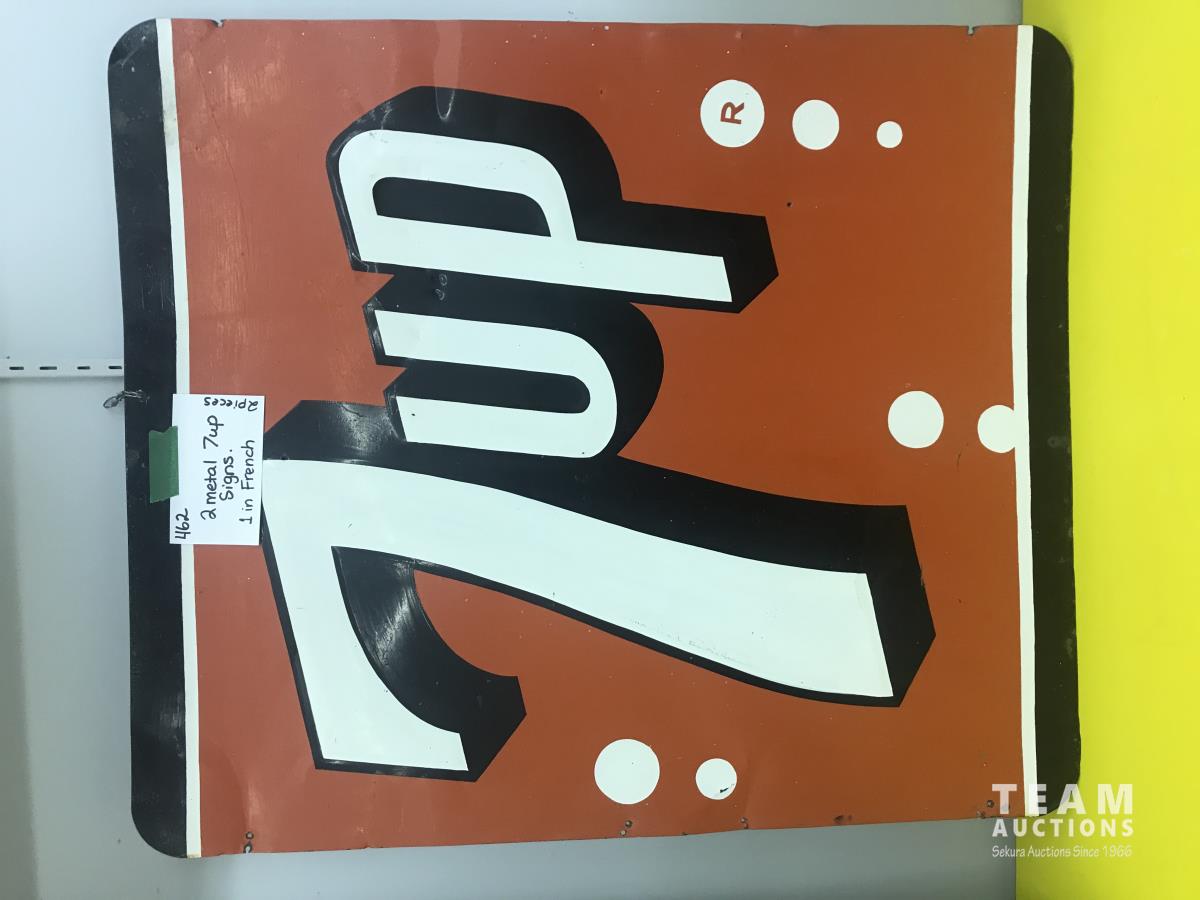 462
2 metal 7up
Signs.
1 in French
2 pieces
7up
R
TEAM
AUCTIONS
Sekura Auctions Since 1966